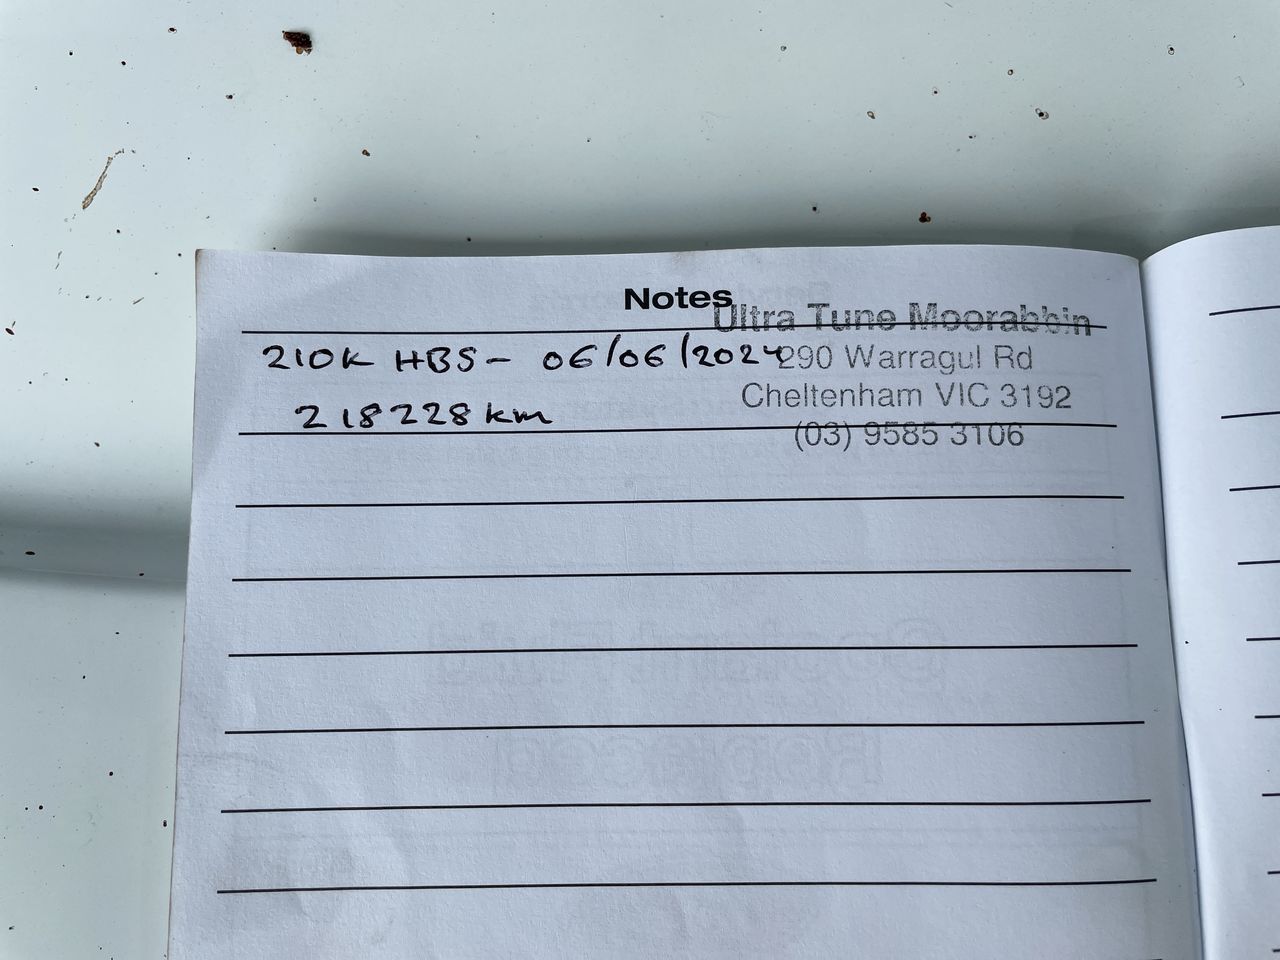 Notes
Ultra Tune Moorabbin
210K HBS - 06/06/2024 290 Warragul Rd
Cheltenham VIC 3192
218228 km
(03) 9585 3106